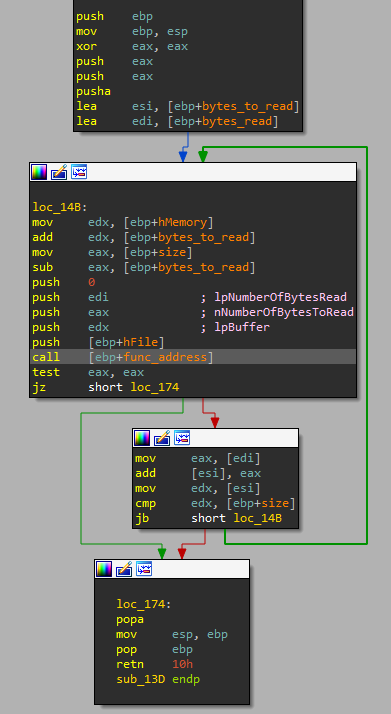 push ebp
mov ebp, esp
xor eax, eax
push eax
push eax
pusha
lea esi, [ebp+bytes_to_read]
lea edi, [ebp+bytes_read]
loc_14B:
mov edx, [ebp+hMemory]
add edx, [ebp+bytes_to_read]
mov eax, [ebp+size]
sub eax, [ebp+bytes_to_read]
push 0
push edi ; lpNumberOfBytesRead
push eax ; nNumberOfBytesToRead
push edx ; lpBuffer
push [ebp+hFile]
call [ebp+func_address]
test eax, eax
jz short loc_174
mov eax, [edi]
add [esi], eax
mov edx, [esi]
cmp edx, [ebp+size]
jb short loc_14B
loc_174:
popa
mov esp, ebp
pop ebp
retn 10h
sub_13D endp